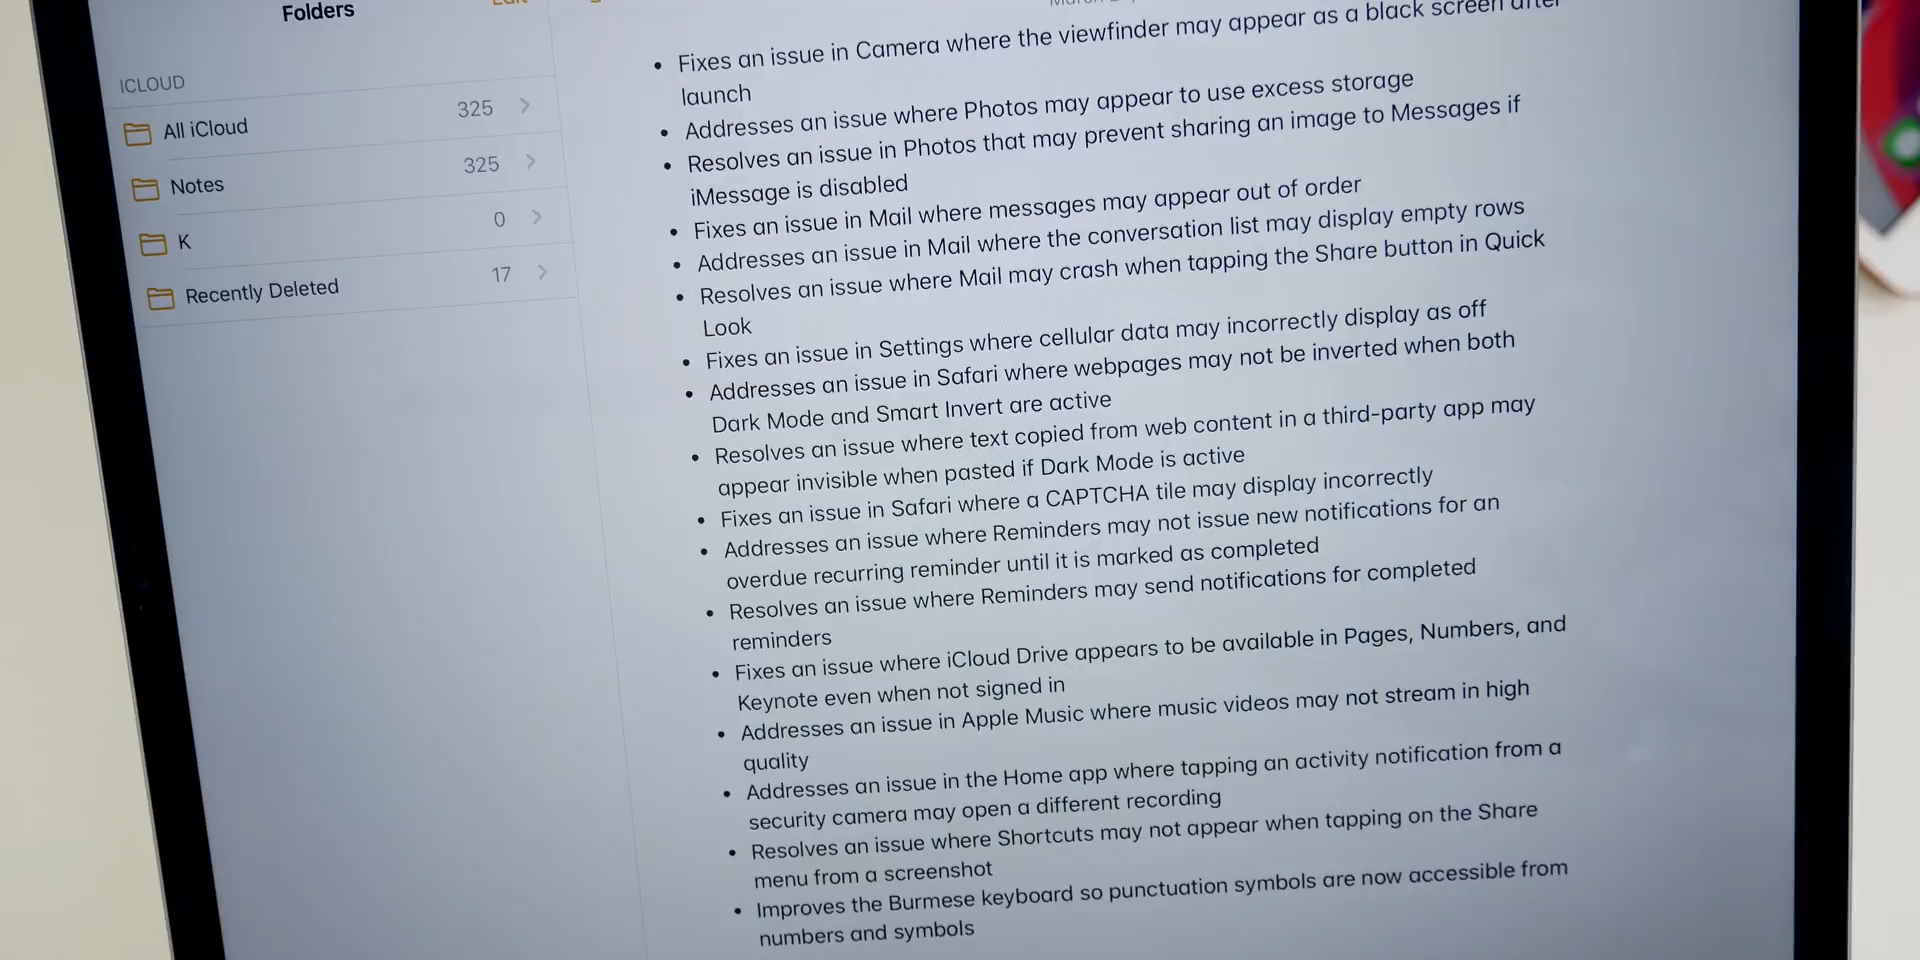 Folders
Edit
ICLOUD
All iCloud 325
Notes 325
K 0
Recently Deleted 17
Fixes an issue in Camera where the viewfinder may appear as a black screen after
launch
Addresses an issue where Photos may appear to use excess storage
Resolves an issue in Photos that may prevent sharing an image to Messages if
iMessage is disabled
Fixes an issue in Mail where messages may appear out of order
Addresses an issue in Mail where the conversation list may display empty rows
Resolves an issue where Mail may crash when tapping the Share button in Quick
Look
Fixes an issue in Settings where cellular data may incorrectly display as off
Addresses an issue in Safari where webpages may not be inverted when both
Dark Mode and Smart Invert are active
Resolves an issue where text copied from web content in a third-party app may
appear invisible when pasted if Dark Mode is active
Fixes an issue in Safari where a CAPTCHA tile may display incorrectly
Addresses an issue where Reminders may not issue new notifications for an
overdue recurring reminder until it is marked as completed
Resolves an issue where Reminders may send notifications for completed
reminders
Fixes an issue where iCloud Drive appears to be available in Pages, Numbers, and
Keynote even when not signed in
Addresses an issue in Apple Music where music videos may not stream in high
quality
Addresses an issue in the Home app where tapping an activity notification from a
security camera may open a different recording
Resolves an issue where Shortcuts may not appear when tapping on the Share
menu from a screenshot
Improves the Burmese keyboard so punctuation symbols are now accessible from
numbers and symbols